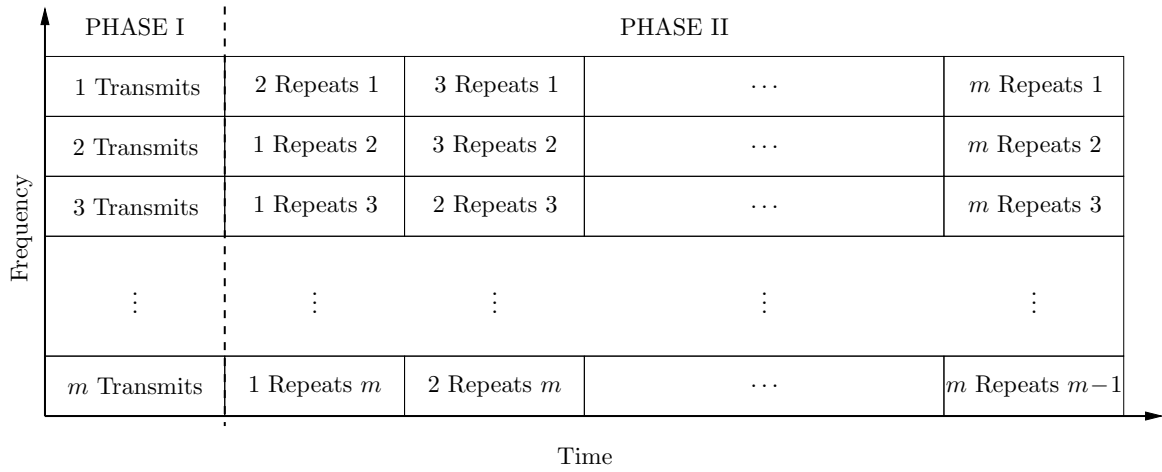 PHASE I PHASE II
1 Transmits 2 Repeats 1 3 Repeats 1 ··· m Repeats 1
2 Transmits 1 Repeats 2 3 Repeats 2 ··· m Repeats 2
3 Transmits 1 Repeats 3 2 Repeats 3 ··· m Repeats 3
⋮ ⋮ ⋮ ⋮ ⋮
m Transmits 1 Repeats m 2 Repeats m ··· m Repeats m−1
Frequency
Time